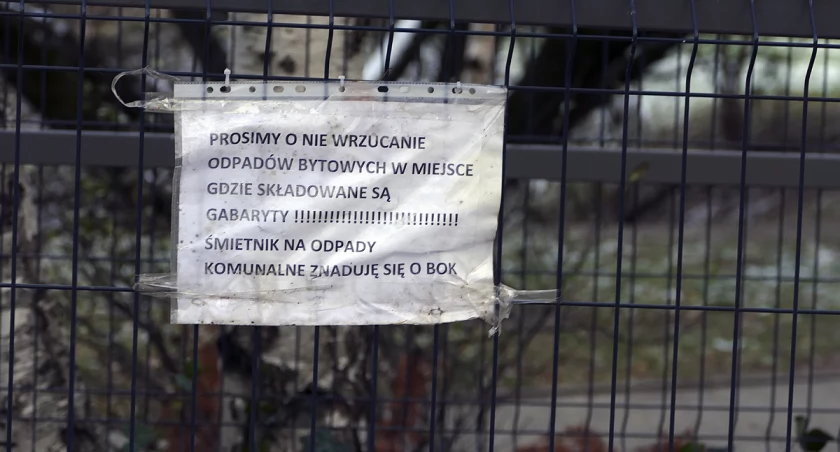 PROSIMY O NIE WRZUCANIE
ODPADÓW BYTOWYCH W MIEJSCE
GDZIE SKŁADOWANE SĄ
GABARYTY !!!!!!!!!!!!!!!!!!!!!!!!!!!!
ŚMIETNIK NA ODPADY
KOMUNALNE ZNADUJĘ SIĘ O BOK